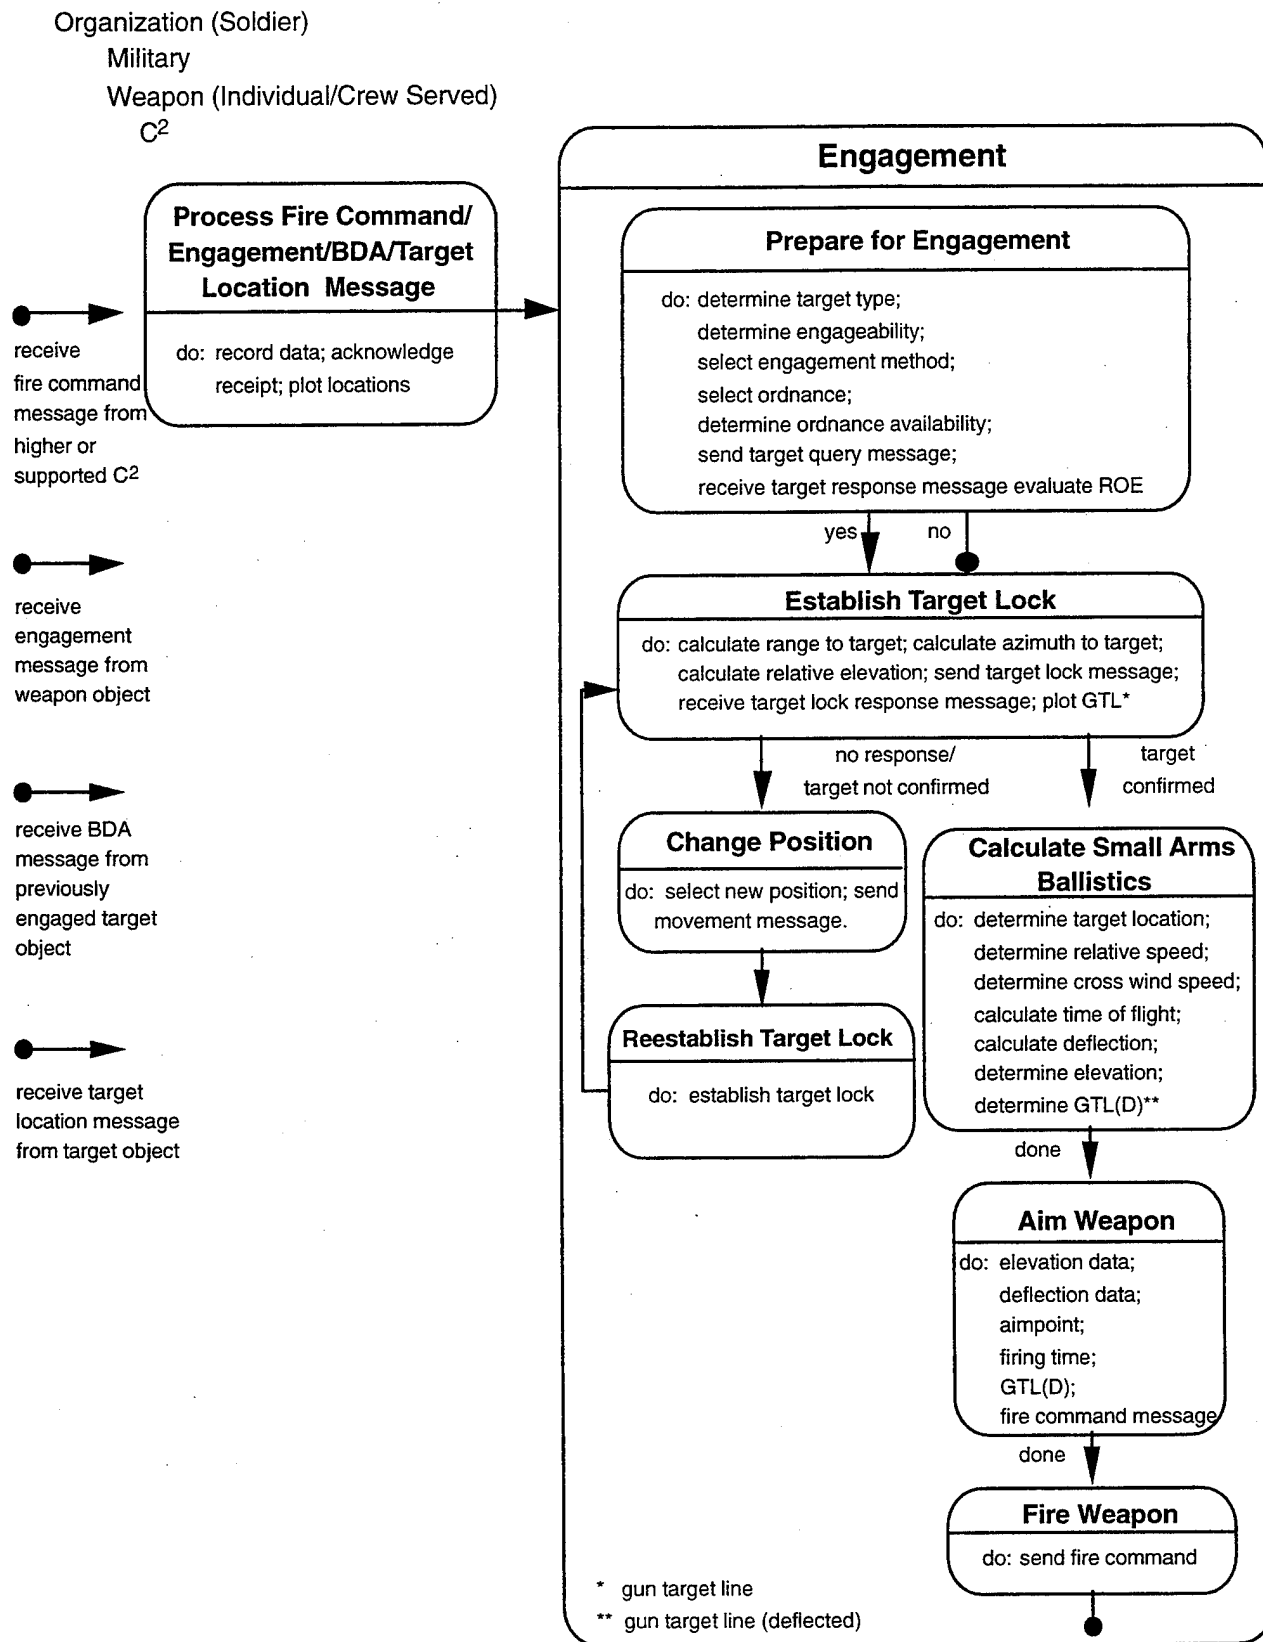 Organization (Soldier)
Military
Weapon (Individual/Crew Served)
C²
Process Fire Command/
Engagement/BDA/Target
Location Message
do: record data; acknowledge
receipt; plot locations
receive
fire command
message from
higher or
supported C²
receive
engagement
message from
weapon object
receive BDA
message from
previously
engaged target
object
receive target
location message
from target object
Engagement
Prepare for Engagement
do: determine target type;
determine engageability;
select engagement method;
select ordnance;
determine ordnance availability;
send target query message;
receive target response message evaluate ROE
yes
no
Establish Target Lock
do: calculate range to target; calculate azimuth to target;
calculate relative elevation; send target lock message;
receive target lock response message; plot GTL*
no response/
target not confirmed
target
confirmed
Change Position
do: select new position; send
movement message.
Reestablish Target Lock
do: establish target lock
Calculate Small Arms
Ballistics
do: determine target location;
determine relative speed;
determine cross wind speed;
calculate time of flight;
calculate deflection;
determine elevation;
determine GTL(D)**
done
Aim Weapon
do: elevation data;
deflection data;
aimpoint;
firing time;
GTL(D);
fire command message
done
Fire Weapon
do: send fire command
* gun target line
** gun target line (deflected)